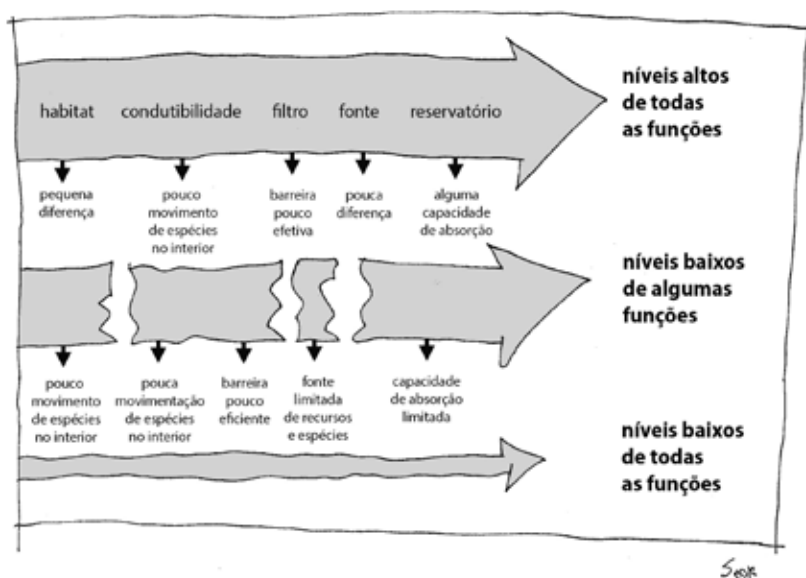 habitat condutibilidade filtro fonte reservatório
níveis altos
de todas
as funções
pequena
diferença
pouco
movimento
de espécies
no interior
barreira
pouco
efetiva
pouca
diferença
alguma
capacidade
de absorção
níveis baixos
de algumas
funções
pouco
movimento
de espécies
no interior
pouca
movimentação
de espécies
no interior
barreira
pouco
eficiente
fonte
limitada
de recursos
e espécies
capacidade
de absorção
limitada
níveis baixos
de todas
as funções